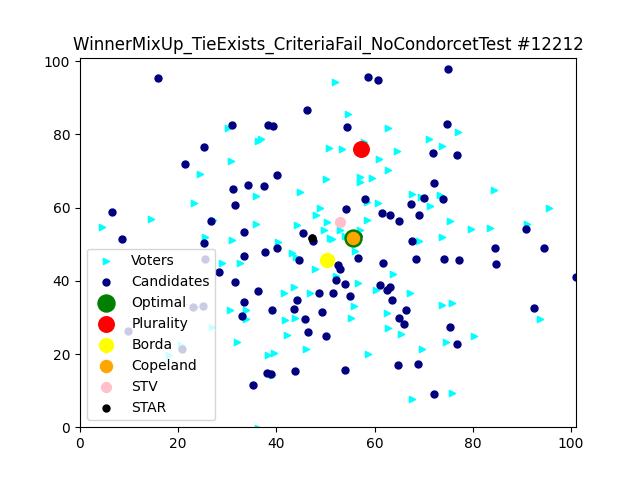 WinnerMixUp_TieExists_CriteriaFail_NoCondorcetTest #12212
100
80
60
40
20
0
Voters
Candidates
Optimal
Plurality
Borda
Copeland
STV
STAR
0 20 40 60 80 100